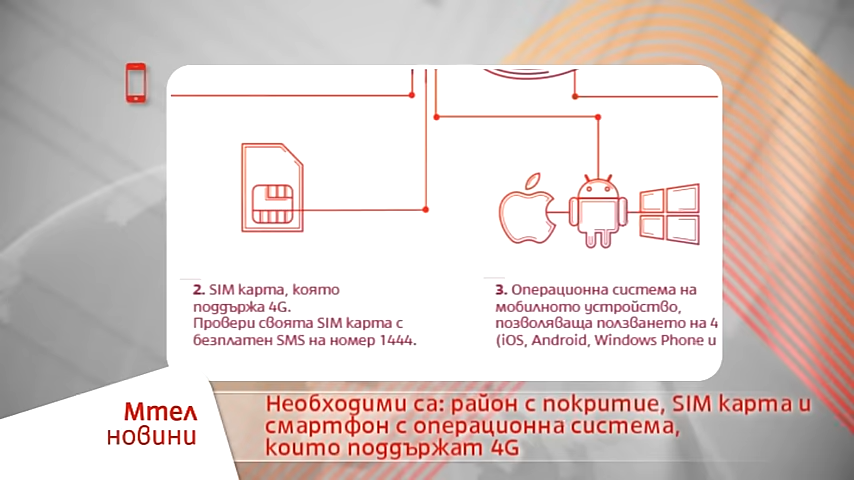 2. SIM карта, която
поддържа 4G.
Провери своята SIM карта с
безплатен SMS на номер 1444.
3. Операционна система на
мобилното устройство,
позволяваща ползването на 4
(iOS, Android, Windows Phone и
Мтел
новини
Необходими са: район с покритие, SIM карта и
смартфон с операционна система,
които поддържат 4G